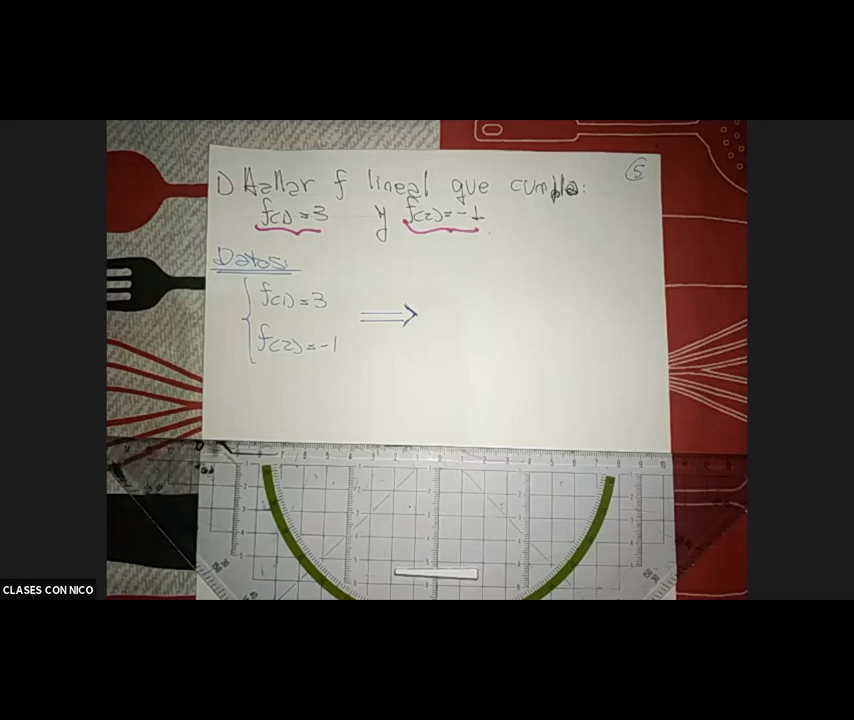 1) Hallar f lineal que cumpla: 5
f(1) = 3 y f(2) = -1.
Datos:
f(1) = 3
⟹
f(2) = -1
CLASES CON NICO